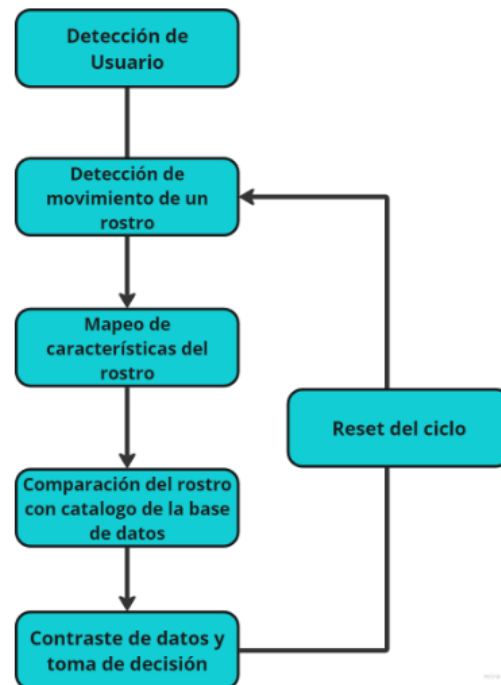 Detección de
Usuario
Detección de
movimiento de un
rostro
Mapeo de
características del
rostro
Reset del ciclo
Comparación del rostro
con catalogo de la base
de datos
Contraste de datos y
toma de decisión